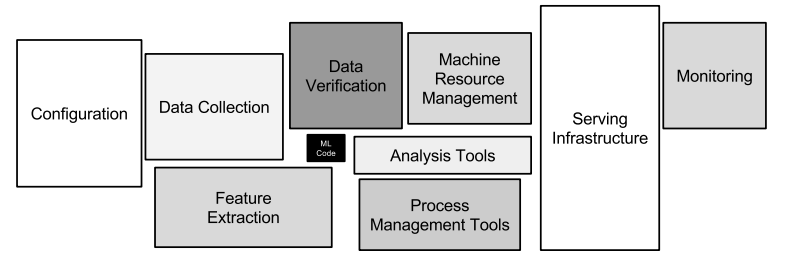 Configuration
Data Collection
Data
Verification
Machine
Resource
Management
Serving
Infrastructure
Monitoring
ML
Code
Analysis Tools
Feature
Extraction
Process
Management Tools